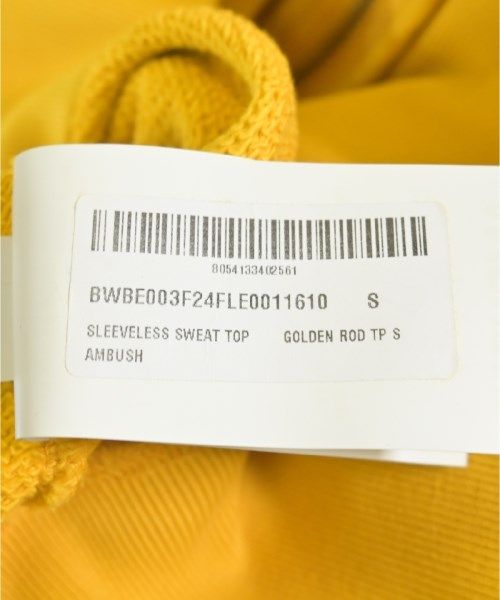 8054133402561
BWBE003F24FLE0011610 S
SLEEVELESS SWEAT TOP GOLDEN ROD TP S
AMBUSH